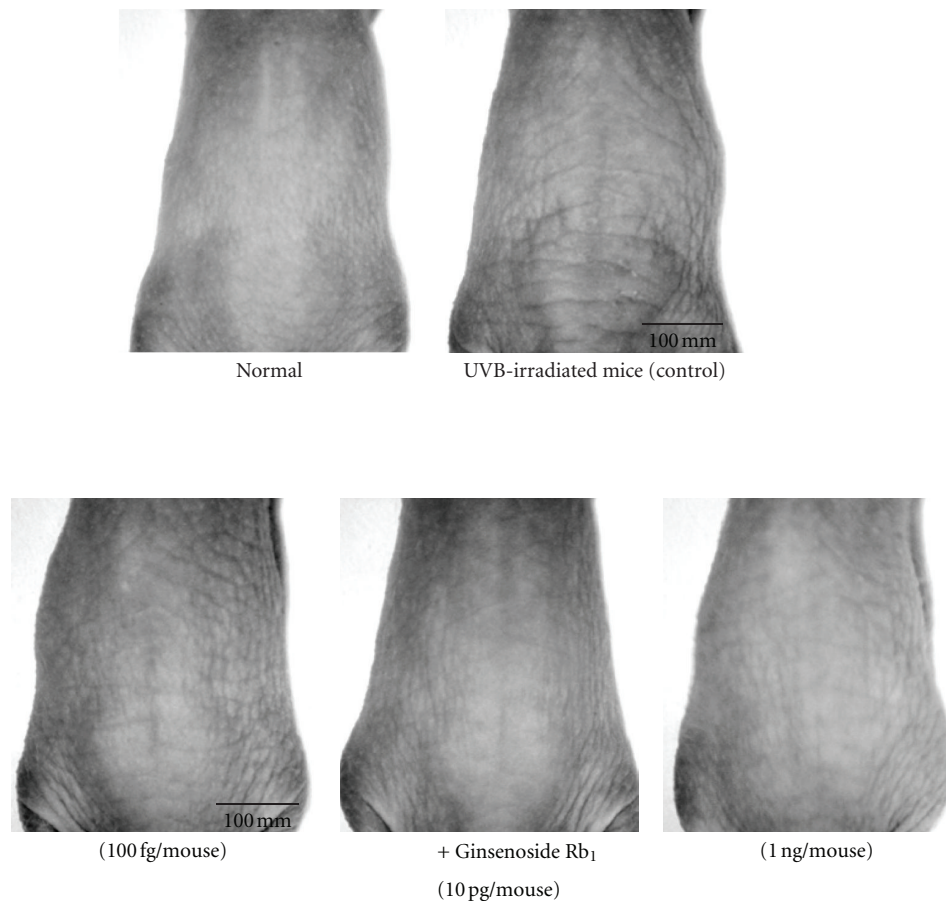 100 mm
Normal
UVB-irradiated mice (control)
100 mm
(100 fg/mouse)
+ Ginsenoside Rb₁
(1 ng/mouse)
(10 pg/mouse)